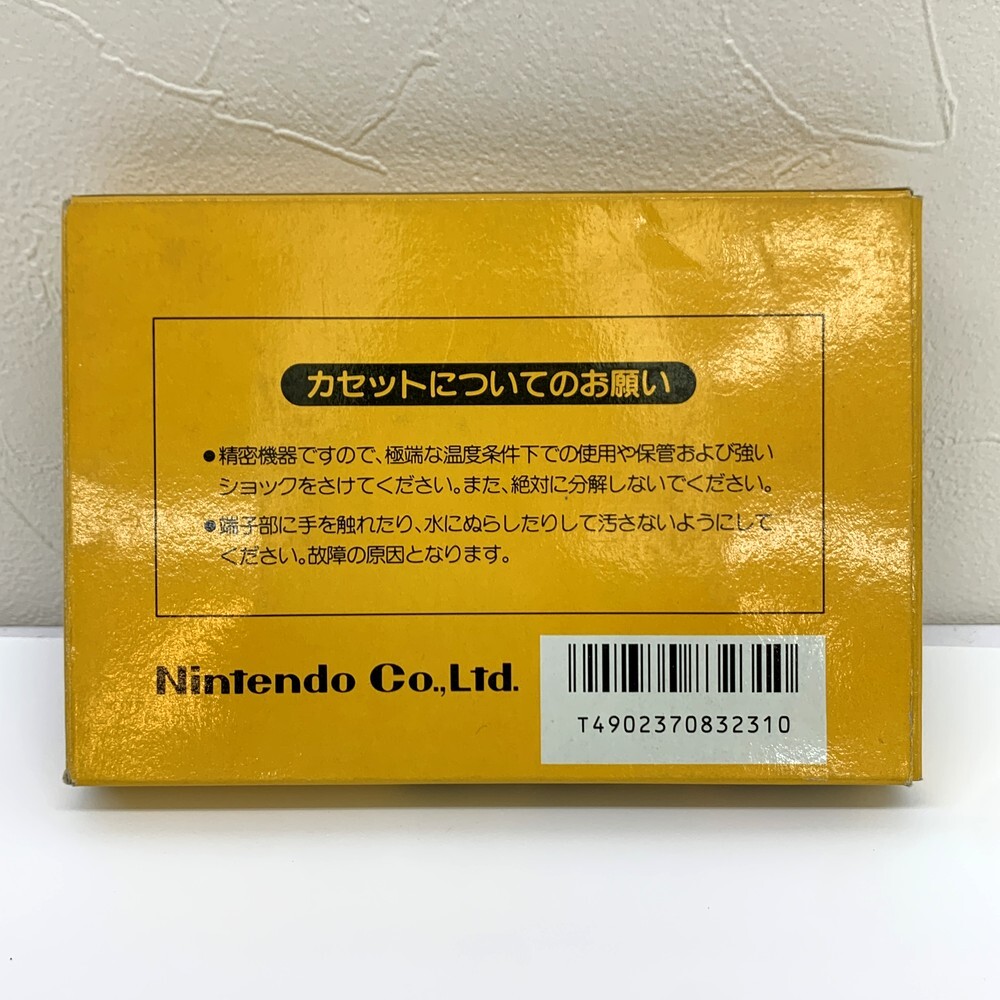 カセットについてのお願い
●精密機器ですので、極端な温度条件下での使用や保管および強い
ショックをさけてください。また、絶対に分解しないでください。
●端子部に手を触れたり、水にぬらしたりして汚さないようにして
ください。故障の原因となります。
Nintendo Co.,Ltd.
T4902370832310